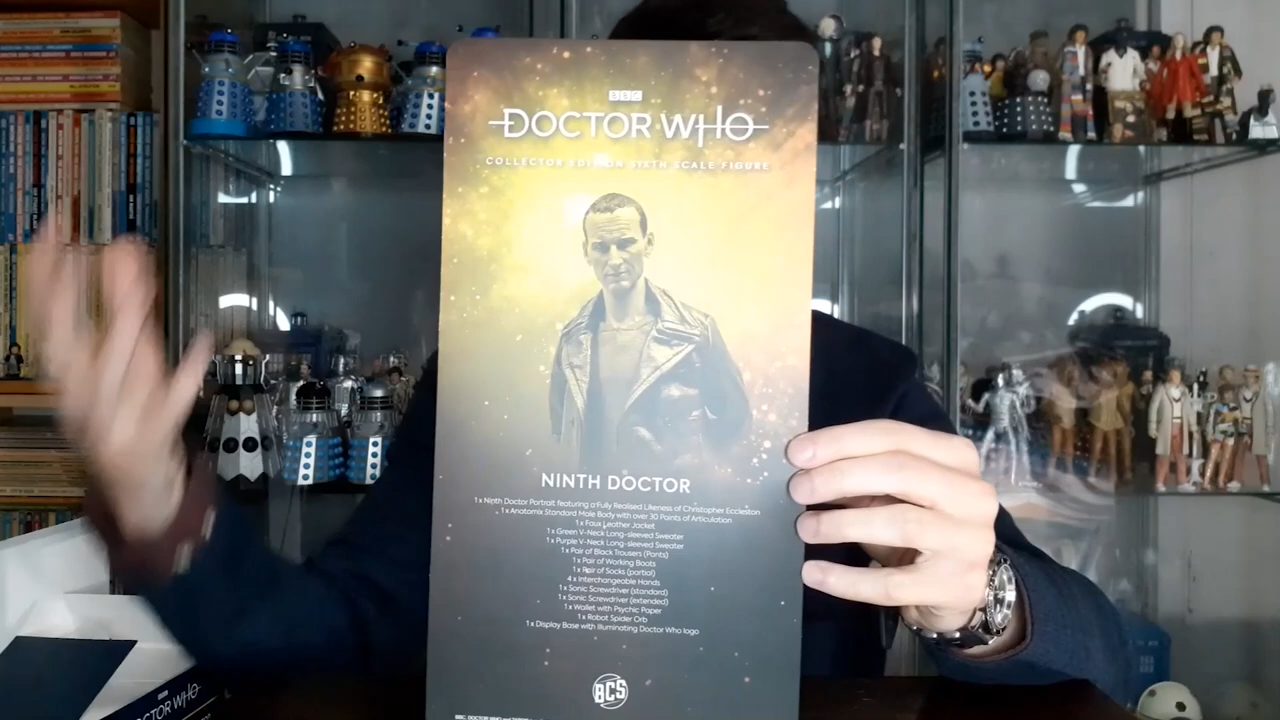 BBC
DOCTOR WHO
COLLECTOR EDITION SIXTH SCALE FIGURE
NINTH DOCTOR
1 x Ninth Doctor Portrait featuring a Fully Realised Likeness of Christopher Eccleston
1 x Anatomix Standard Male Body with over 30 Points of Articulation
1 x Faux Leather Jacket
1 x Green V-Neck Long-sleeved Sweater
1 x Purple V-Neck Long-sleeved Sweater
1 x Pair of Black Trousers (Pants)
1 x Pair of Working Boots
1 x Pair of Socks (partial)
4 x Interchangeable Hands
1 x Sonic Screwdriver (standard)
1 x Sonic Screwdriver (extended)
1 x Wallet with Psychic Paper
1 x Robot Spider Orb
1 x Display Base with Illuminating Doctor Who logo
BCS
BBC, DOCTOR WHO and
BBC
DOCTOR WHO